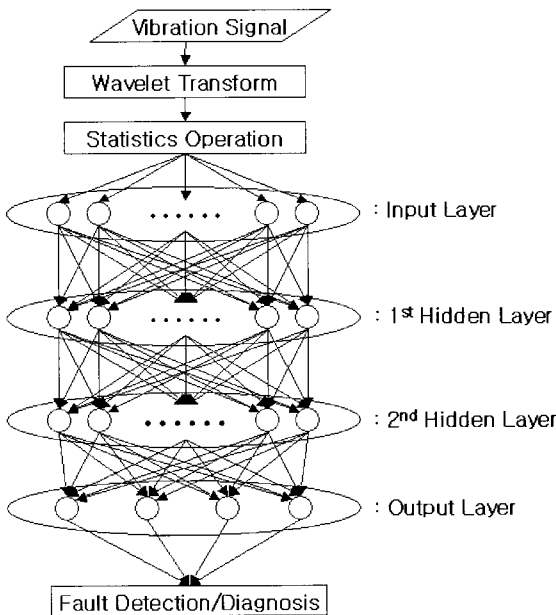 Vibration Signal
Wavelet Transform
Statistics Operation
: Input Layer
: 1st Hidden Layer
: 2nd Hidden Layer
: Output Layer
Fault Detection/Diagnosis